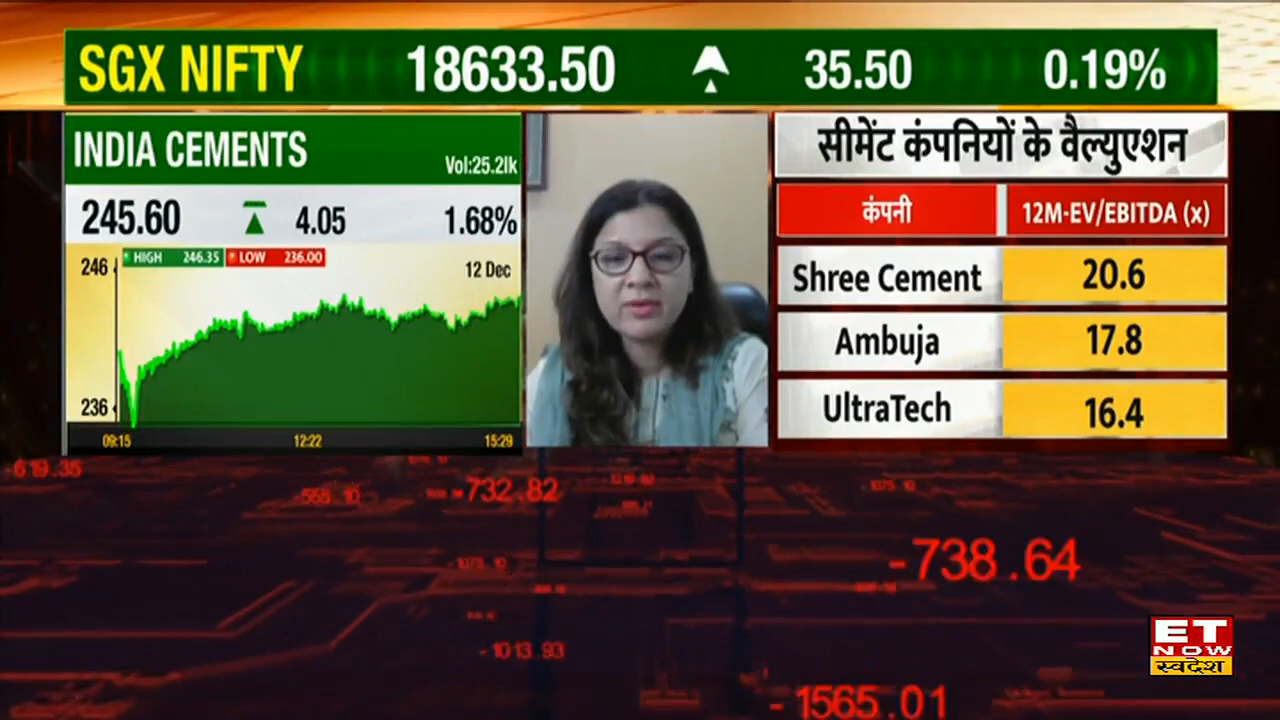 SGX NIFTY 18633.50 35.50 0.19%
INDIA CEMENTS
Vol:25.2lk
245.60 4.05 1.68%
HIGH 246.35 LOW 236.00
246
12 Dec
236
09:15 12:22 15:29
सीमेंट कंपनियों के वैल्युएशन
कंपनी 12M-EV/EBITDA (x)
Shree Cement 20.6
Ambuja 17.8
UltraTech 16.4
-732.82
-738.64
-1013.93
-1565.01
ET
NOW
स्वदेश